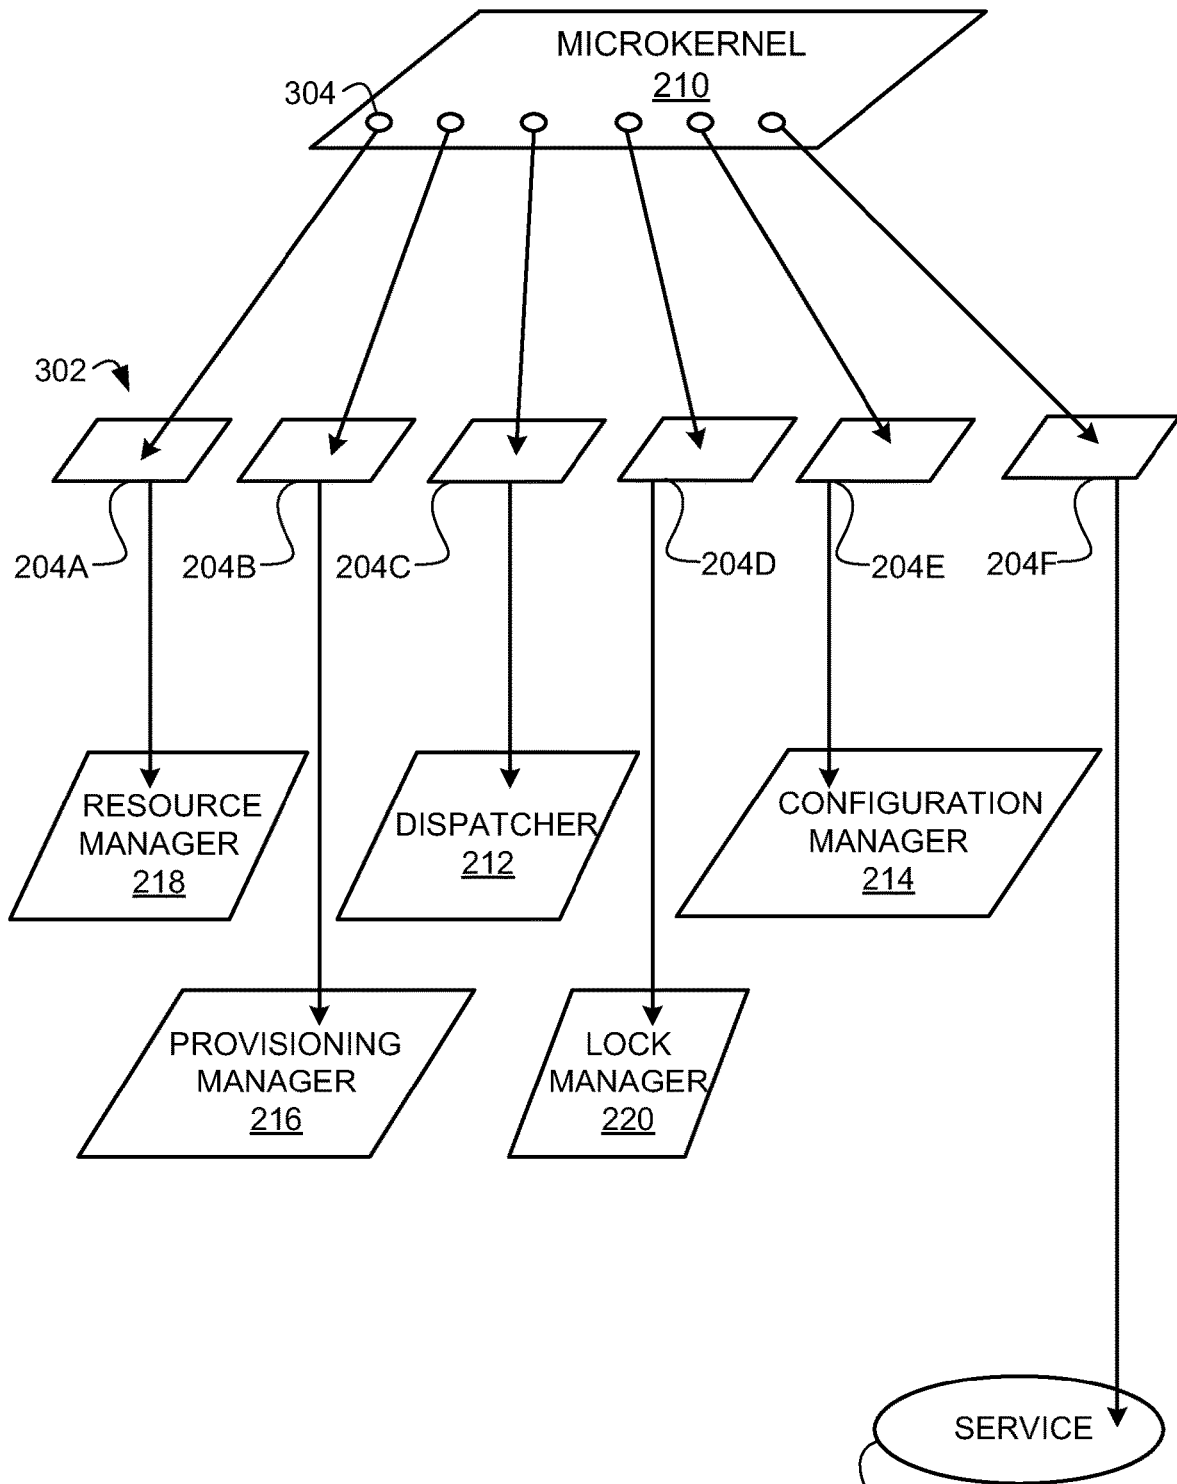 MICROKERNEL
210
304
302
204A
204B
204C
204D
204E
204F
RESOURCE
MANAGER
218
DISPATCHER
212
CONFIGURATION
MANAGER
214
PROVISIONING
MANAGER
216
LOCK
MANAGER
220
SERVICE